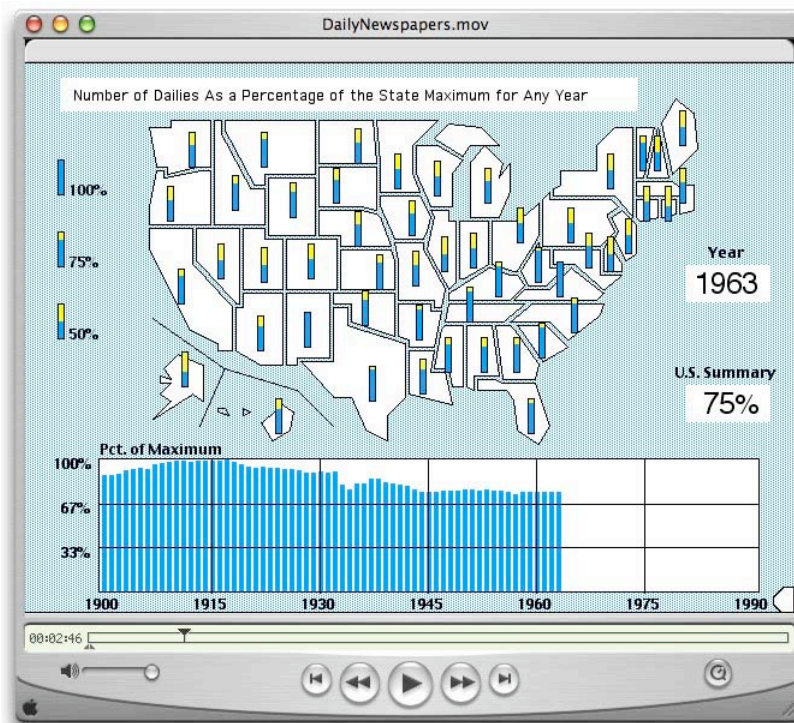 DailyNewspapers.mov
Number of Dailies As a Percentage of the State Maximum for Any Year
100%
75%
50%
Year
1963
U.S. Summary
75%
Pct. of Maximum
100%
67%
33%
1900 1915 1930 1945 1960 1975 1990
00:02:46